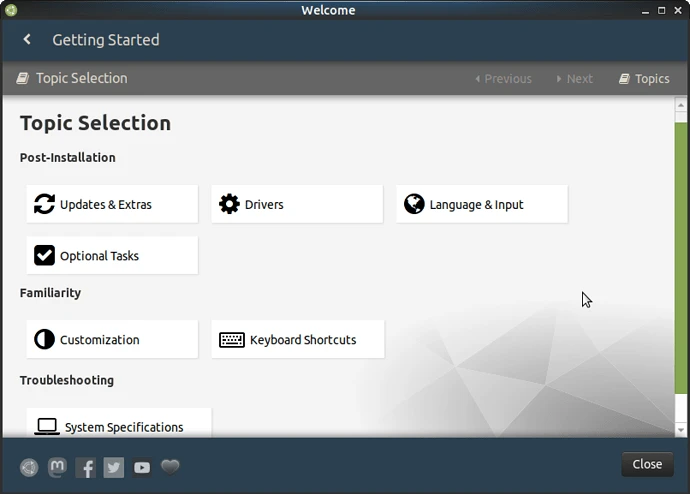 Welcome
Getting Started
Topic Selection
Previous
Next
Topics
Topic Selection
Post-Installation
Updates & Extras
Drivers
Language & Input
Optional Tasks
Familiarity
Customization
Keyboard Shortcuts
Troubleshooting
System Specifications
Close